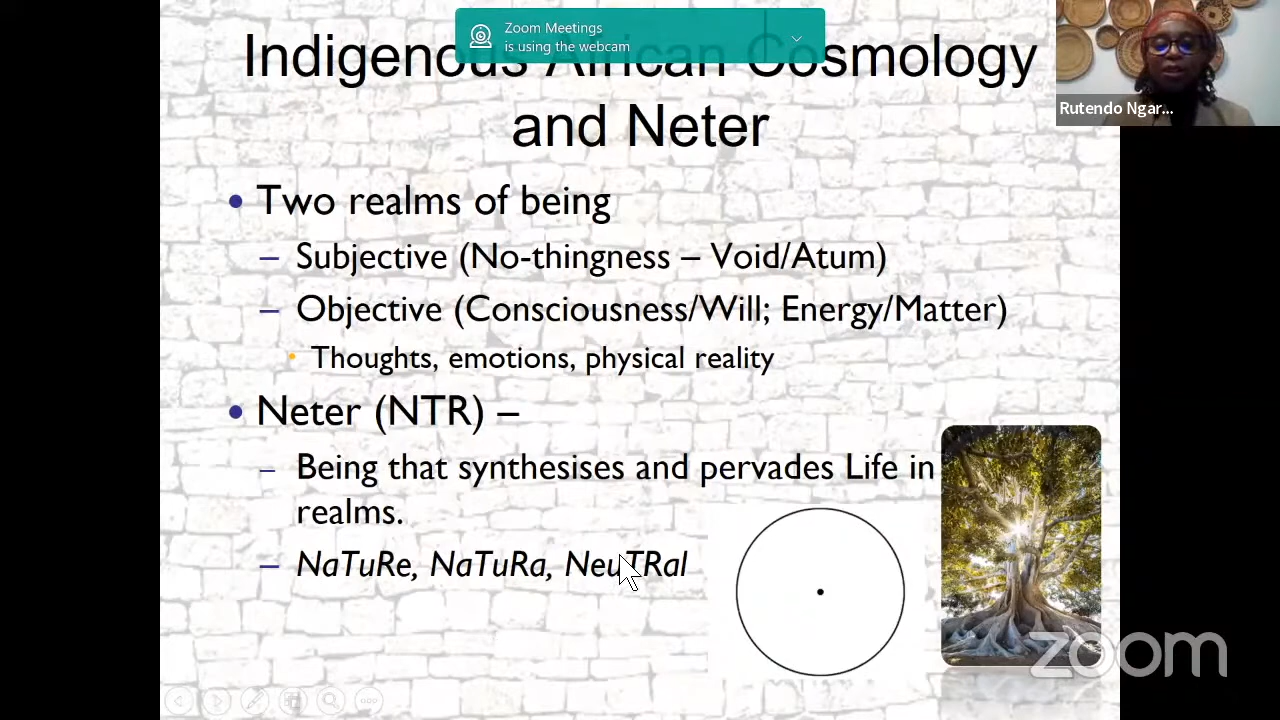 Zoom Meetings
is using the webcam
Indigenous African Cosmology
and Neter
Rutendo Ngar...
• Two realms of being
– Subjective (No-thingness – Void/Atum)
– Objective (Consciousness/Will; Energy/Matter)
• Thoughts, emotions, physical reality
• Neter (NTR) –
– Being that synthesises and pervades Life in
realms.
– NaTuRe, NaTuRa, NeuTRal
zoom